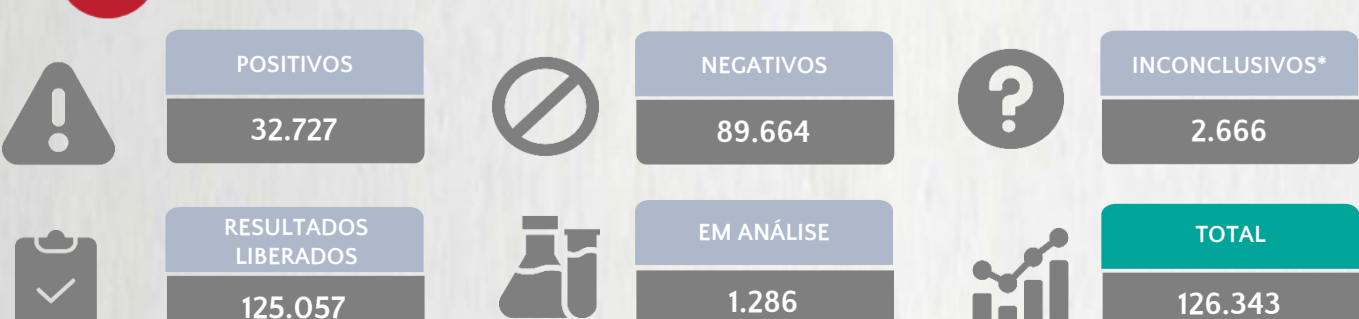 POSITIVOS
32.727
NEGATIVOS
89.664
INCONCLUSIVOS*
2.666
RESULTADOS
LIBERADOS
125.057
EM ANÁLISE
1.286
TOTAL
126.343